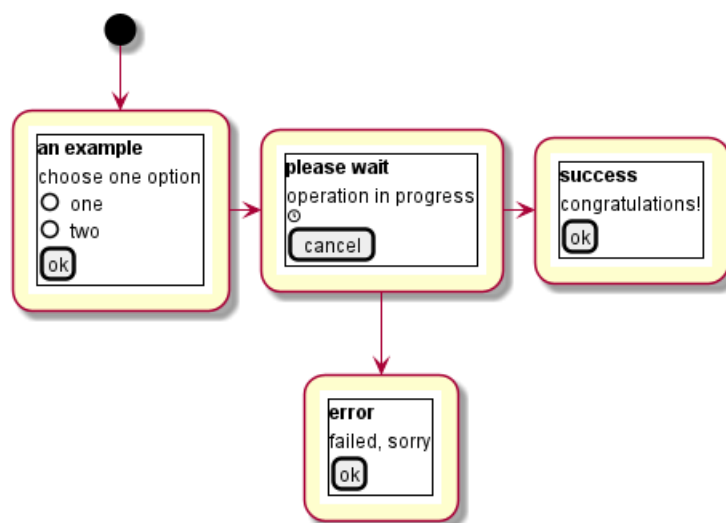 an example
choose one option
one
two
ok
please wait
operation in progress
cancel
success
congratulations!
ok
error
failed, sorry
ok